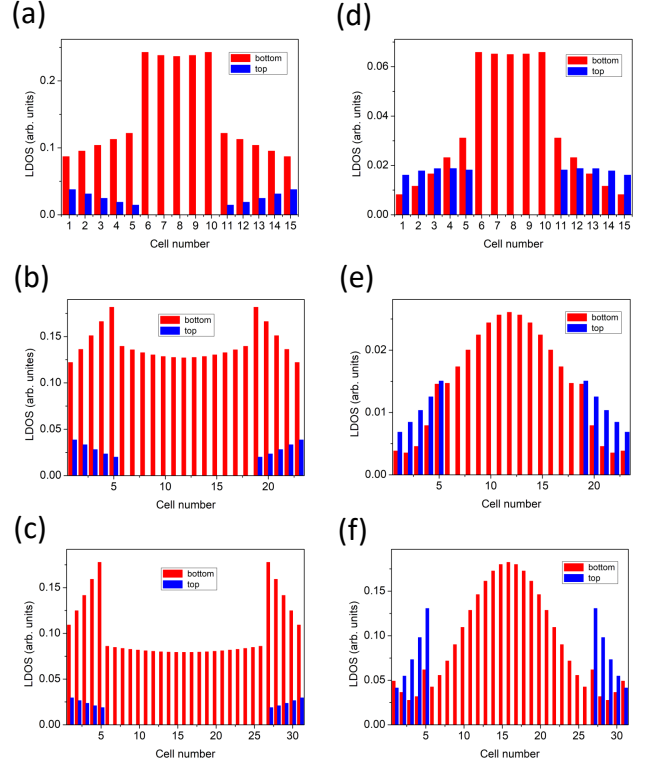 (a)
LDOS (arb. units)
0.2
0.1
0.0
bottom
top
1 2 3 4 5 6 7 8 9 10 11 12 13 14 15
Cell number
(d)
LDOS (arb. units)
0.06
0.04
0.02
0.00
bottom
top
1 2 3 4 5 6 7 8 9 10 11 12 13 14 15
Cell number
(b)
LDOS (arb. unites)
0.15
0.10
0.05
0.00
bottom
top
5 10 15 20
Cell number
(e)
LDOS (arb. units)
0.02
0.01
0.00
bottom
top
5 10 15 20
Cell number
(c)
LDOS (arb. units)
0.15
0.10
0.05
0.00
bottom
top
5 10 15 20 25 30
Cell number
(f)
LDOS (arb. units)
0.15
0.10
0.05
0.00
bottom
top
5 10 15 20 25 30
Cell number